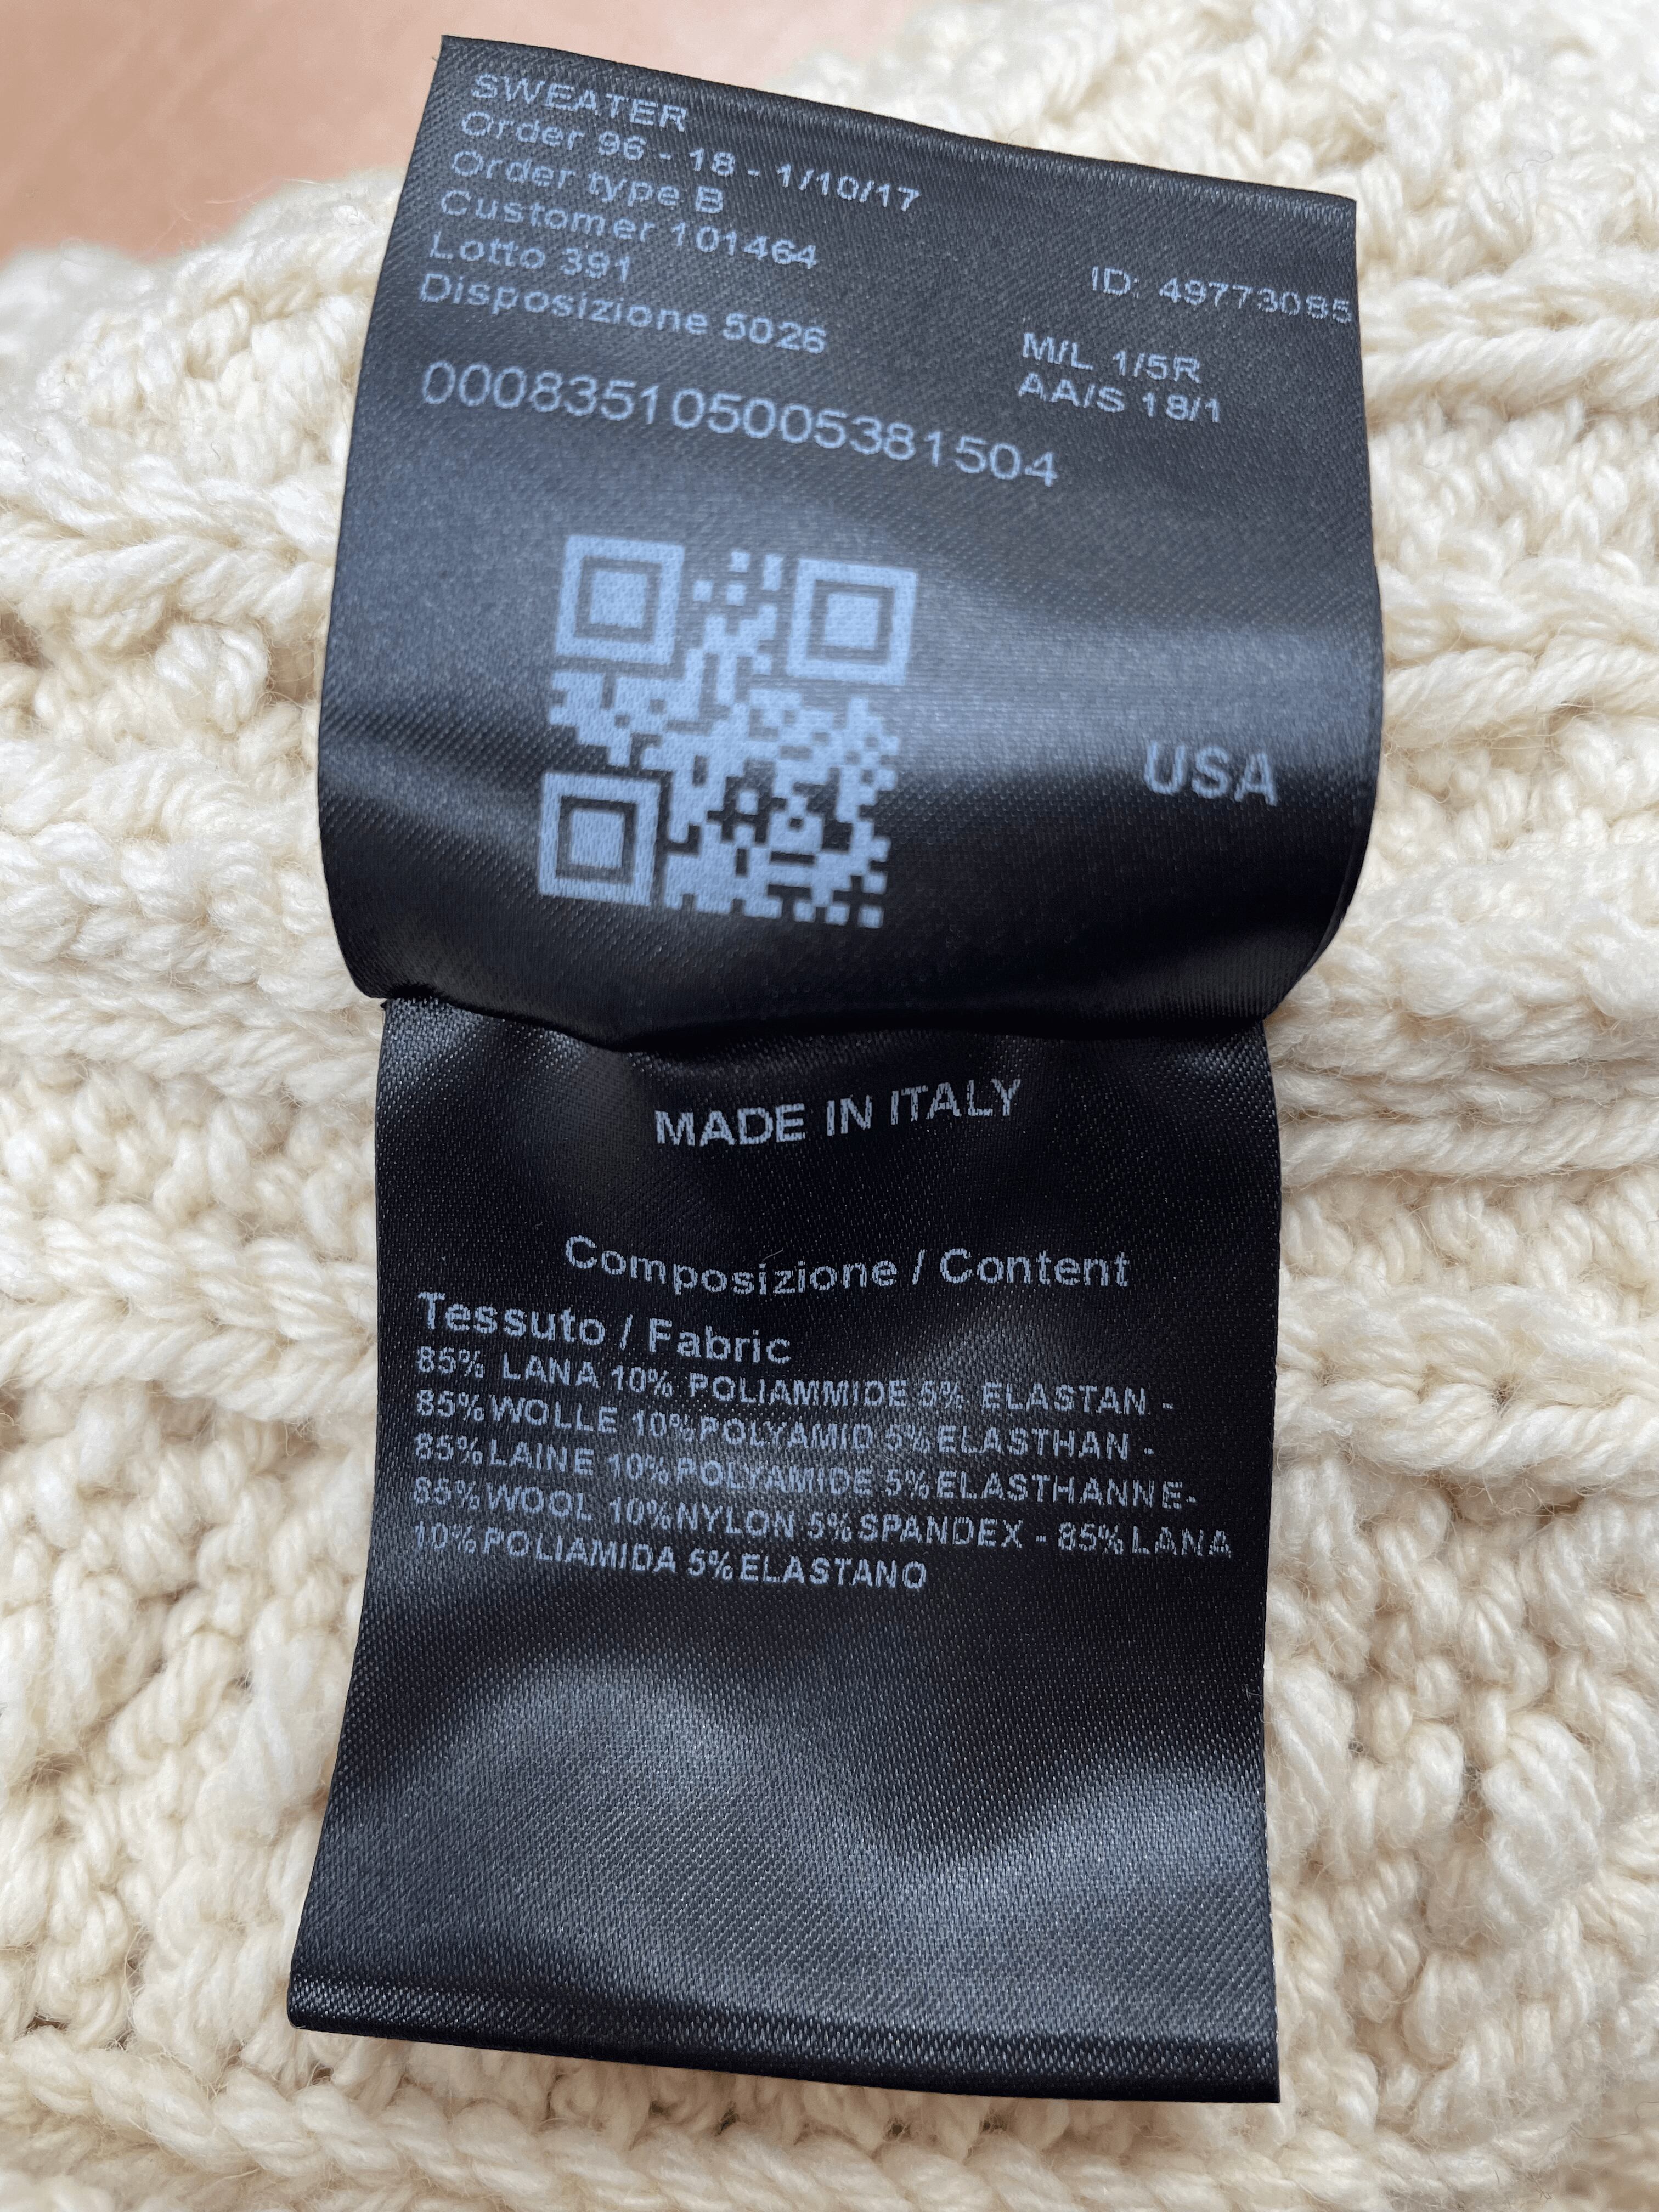 SWEATER
Order 96 - 18 - 1/10/17
Order type B
Customer 101464
Lotto 391
ID: 49773085
Disposizione 5026
M/L 1/5R
AA/S 18/1
00083510500538​1504
USA
MADE IN ITALY
Composizione / Content
Tessuto / Fabric
85% LANA 10% POLIAMMIDE 5% ELASTAN -
85%WOLLE 10%POLYAMID 5%ELASTHAN -
85%LAINE 10%POLYAMIDE 5%ELASTHANNE-
85%WOOL 10%NYLON 5%SPANDEX - 85%LANA
10%POLIAMIDA 5%ELASTANO